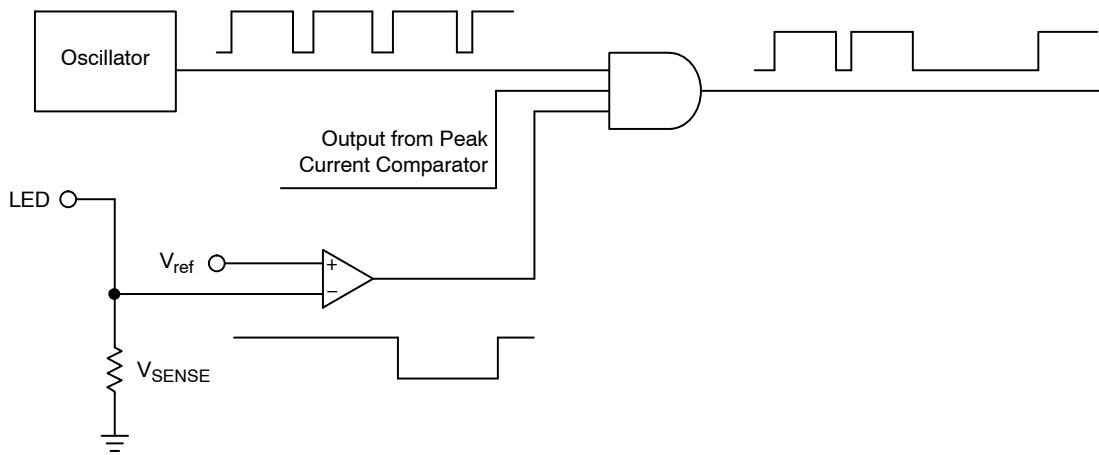 Oscillator
Output from Peak
Current Comparator
LED
Vref
+
−
VSENSE